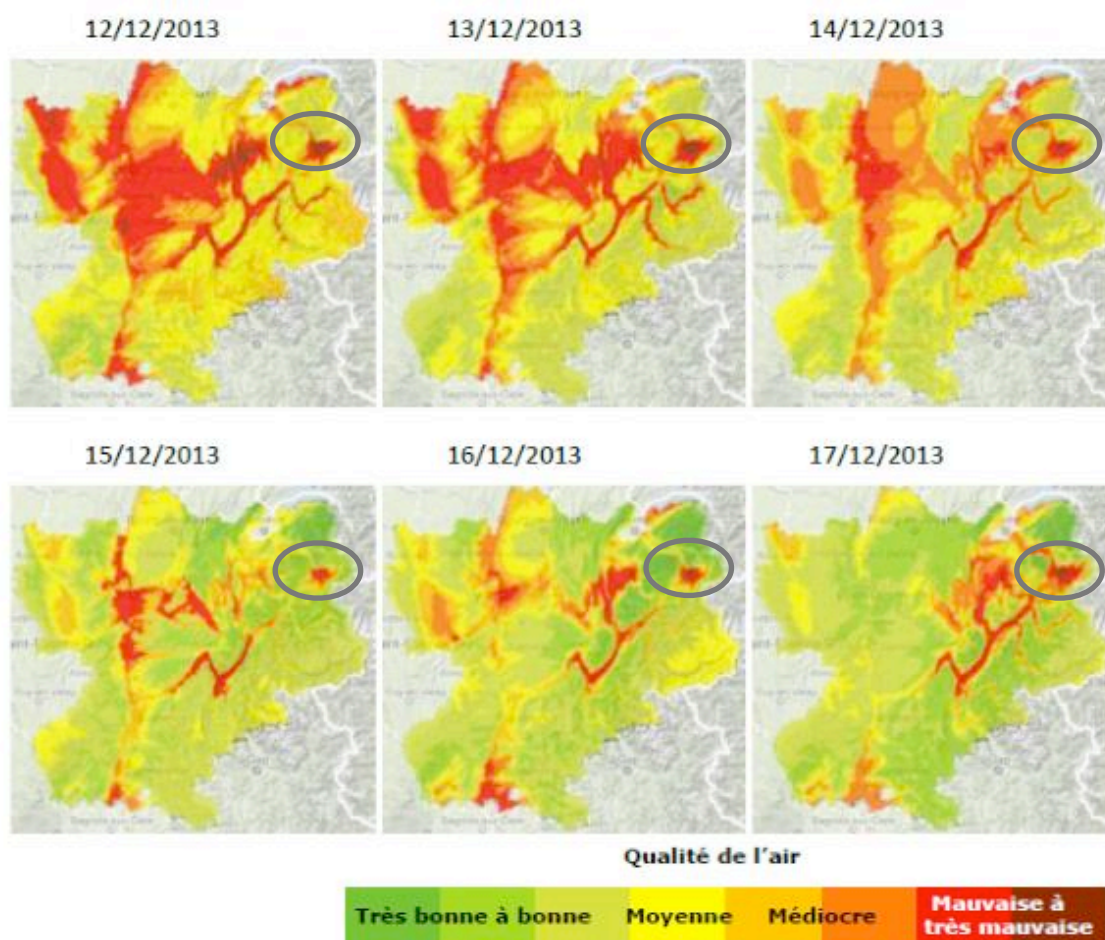 12/12/2013 13/12/2013 14/12/2013
15/12/2013 16/12/2013 17/12/2013
Qualité de l'air
Très bonne à bonne Moyenne Médiocre Mauvaise à
très mauvaise